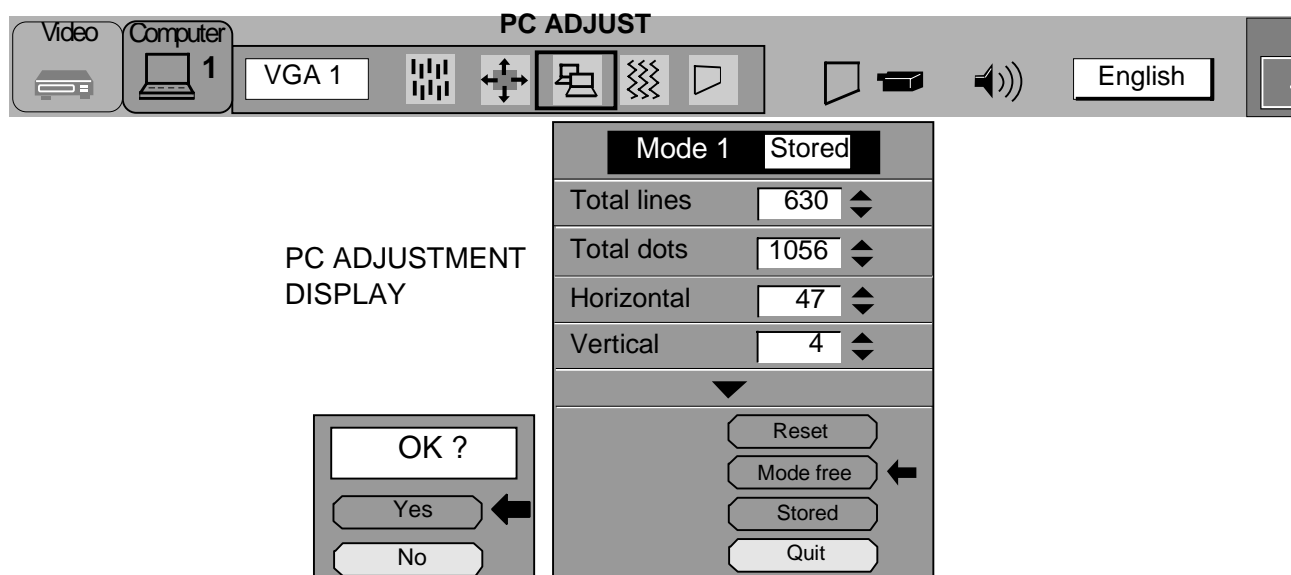 PC ADJUST
Video
Computer
1
VGA 1
English
Mode 1 Stored
Total lines 630
Total dots 1056
Horizontal 47
Vertical 4
PC ADJUSTMENT
DISPLAY
Reset
Mode free
Stored
Quit
OK ?
Yes
No